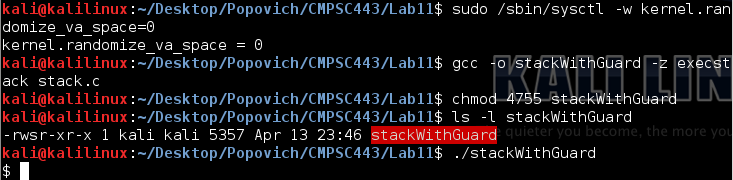 kali@kalilinux:~/Desktop/Popovich/CMPSC443/Lab11$ sudo /sbin/sysctl -w kernel.ran
domize_va_space=0
kernel.randomize_va_space = 0
kali@kalilinux:~/Desktop/Popovich/CMPSC443/Lab11$ gcc -o stackWithGuard -z execst
ack stack.c
kali@kalilinux:~/Desktop/Popovich/CMPSC443/Lab11$ chmod 4755 stackWithGuard
kali@kalilinux:~/Desktop/Popovich/CMPSC443/Lab11$ ls -l stackWithGuard
-rwsr-xr-x 1 kali kali 5357 Apr 13 23:46 stackWithGuard
kali@kalilinux:~/Desktop/Popovich/CMPSC443/Lab11$ ./stackWithGuard
$
KALI LIN
e quieter you become, the more you